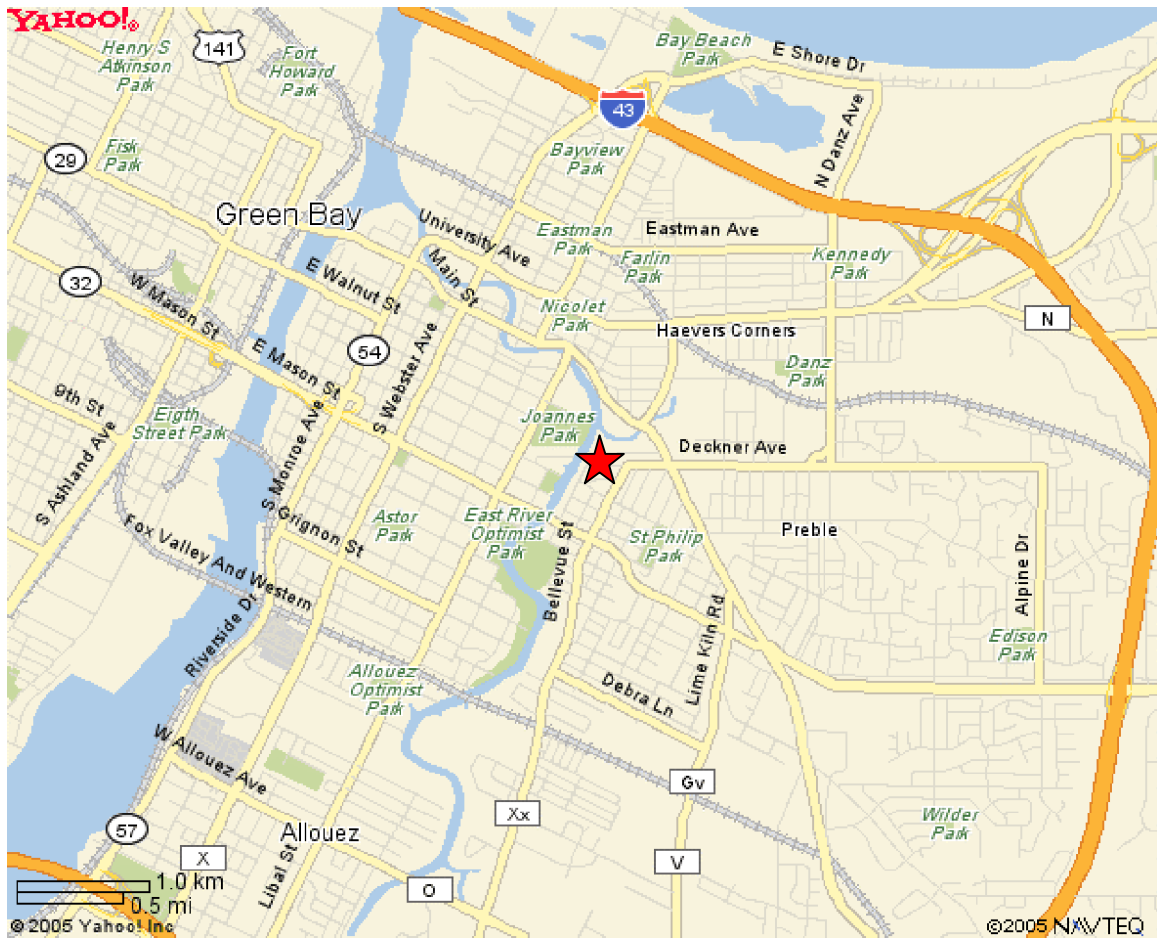 YAHOO!®
Henry S
Atkinson
Park
141
Fort
Howard
Park
Bay Beach
Park
E Shore Dr
43
N Danz Ave
29
Fisk
Park
Bayview
Park
Green Bay
University Ave
Eastman
Park
Eastman Ave
Farlin
Park
Kennedy
Park
Main St
E Walnut St
32
W Mason St
Nicolet
Park
Haevers Corners
N
54
S Webster Ave
E Mason St
Danz
Park
9th St
Eigth
Street Park
S Ashland Ave
S Monroe Ave
Joannes
Park
Deckner Ave
S Grignon St
Astor
Park
East River
Optimist
Park
Bellevue St
St Philip
Park
Preble
Alpine Dr
Fox Valley And Western
Riverside Dr
Lime Kiln Rd
Edison
Park
Allouez
Optimist
Park
Debra Ln
W Allouez Ave
Gv
Xx
57
X
Allouez
Libal St
O
V
Wilder
Park
1.0 km
0.5 mi
© 2005 Yahoo! Inc
©2005 NAVTEQ